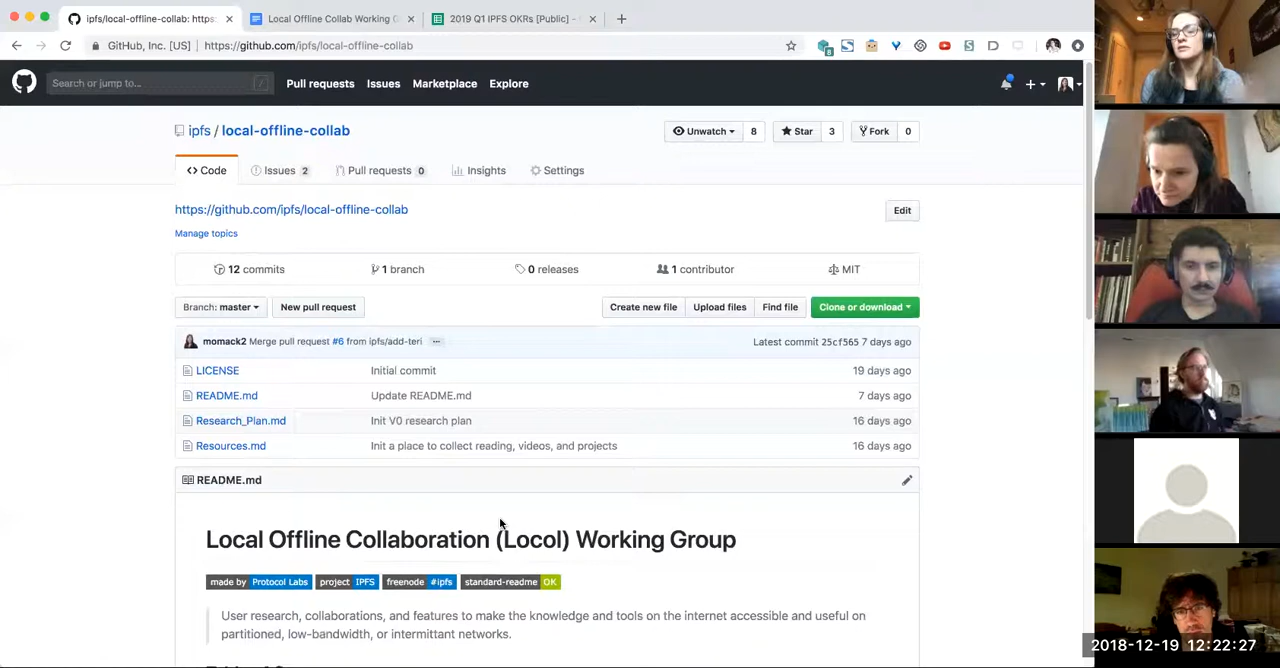 ipfs/local-offline-collab: https:
Local Offline Collab Working G
2019 Q1 IPFS OKRs [Public] -
GitHub, Inc. [US]
https://github.com/ipfs/local-offline-collab
8
Search or jump to... /
Pull requests Issues Marketplace Explore
ipfs / local-offline-collab
Unwatch 8 Star 3 Fork 0
Code Issues 2 Pull requests 0 Insights Settings
https://github.com/ipfs/local-offline-collab
Edit
Manage topics
12 commits 1 branch 0 releases 1 contributor MIT
Branch: master New pull request Create new file Upload files Find file Clone or download
momack2 Merge pull request #6 from ipfs/add-teri ... Latest commit 25cf565 7 days ago
LICENSE Initial commit 19 days ago
README.md Update README.md 7 days ago
Research_Plan.md Init V0 research plan 16 days ago
Resources.md Init a place to collect reading, videos, and projects 16 days ago
README.md
Local Offline Collaboration (Locol) Working Group
made by Protocol Labs project IPFS freenode #ipfs standard-readme OK
User research, collaborations, and features to make the knowledge and tools on the internet accessible and useful on
partitioned, low-bandwidth, or intermittant networks.
2018-12-19 12:22:27